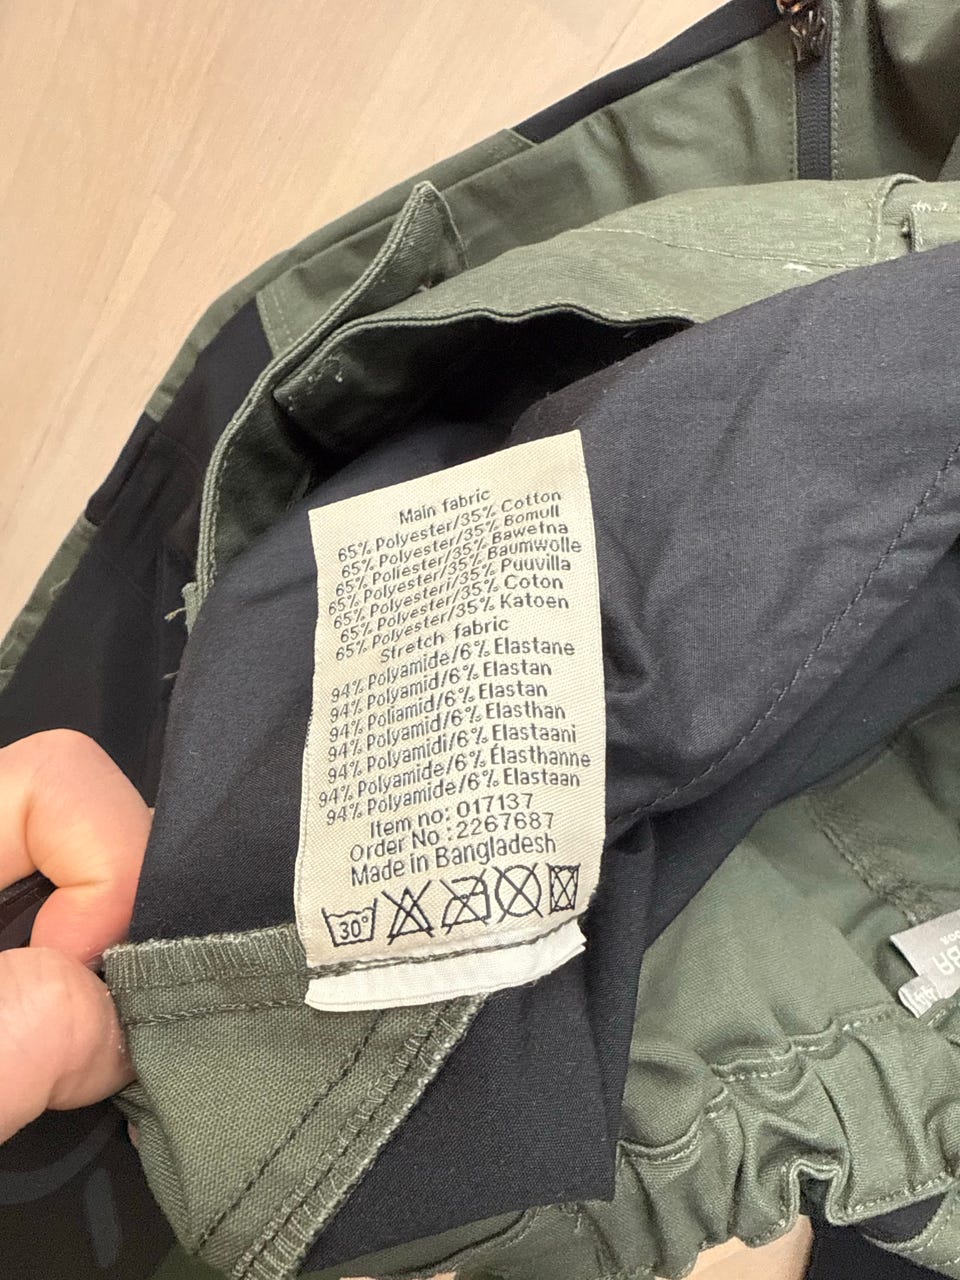 Main fabric
65% Polyester/35% Cotton
65% Polyester/35% Bomull
65% Poliester/35% Bawełna
65% Polyester/35% Baumwolle
65% Polyesteri/35% Puuvilla
65% Polyester/35% Coton
65% Polyester/35% Katoen
Stretch fabric
94% Polyamide/6% Elastane
94% Polyamid/6% Elastan
94% Poliamid/6% Elastan
94% Polyamid/6% Elasthan
94% Polyamidi/6% Elastaani
94% Polyamide/6% Élasthanne
94% Polyamide/6% Elastaan
Item no: 017137
Order No : 2267687
Made in Bangladesh
30°